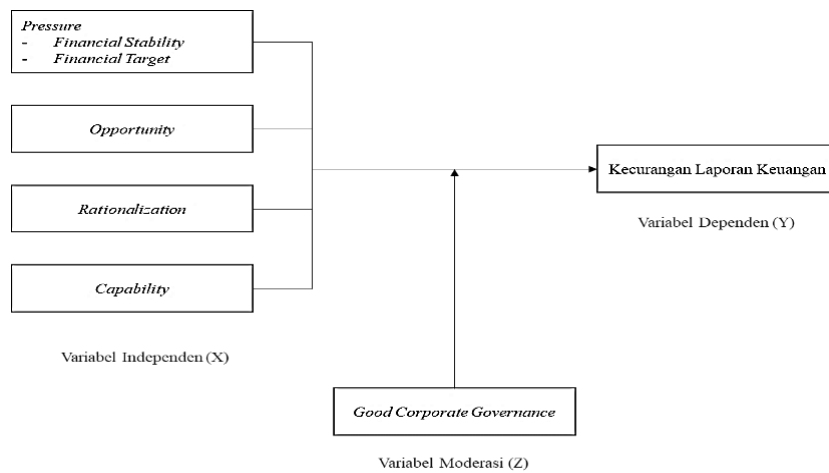 Pressure
- Financial Stability
- Financial Target
Opportunity
Kecurangan Laporan Keuangan
Rationalization
Variabel Dependen (Y)
Capability
Variabel Independen (X)
Good Corporate Governance
Variabel Moderasi (Z)